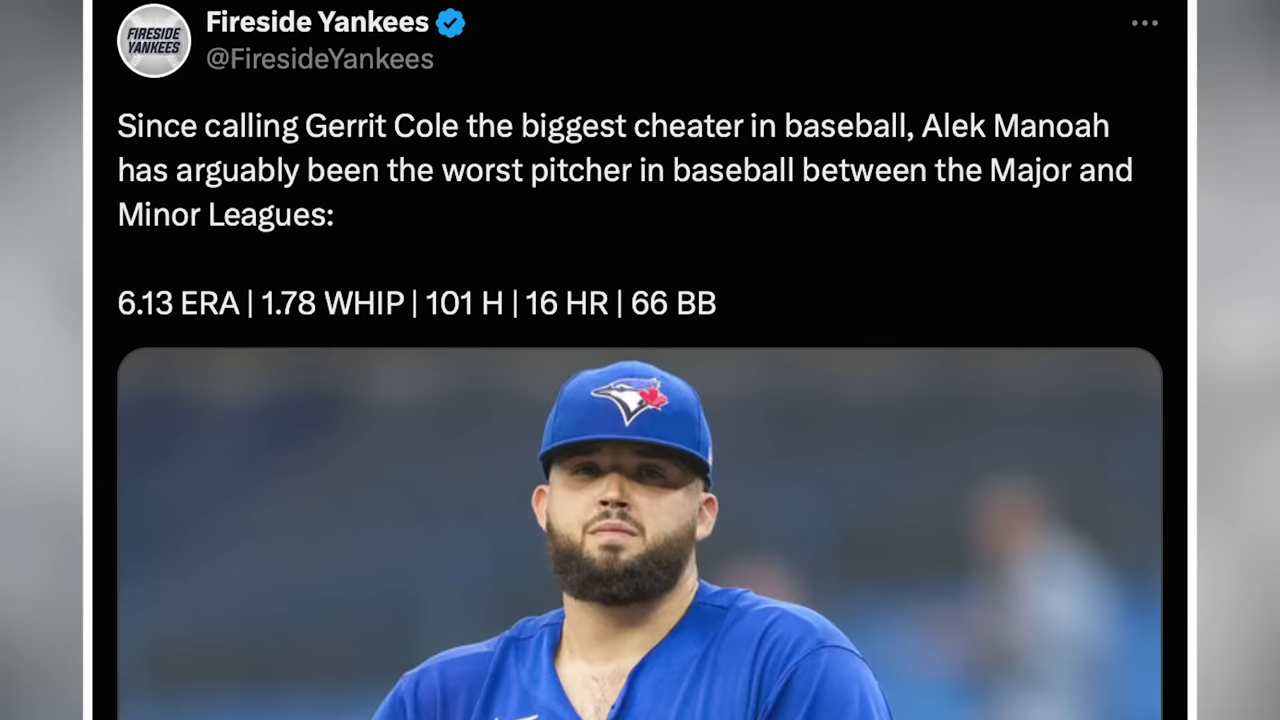 FIRESIDE
YANKEES
Fireside Yankees
@FiresideYankees
Since calling Gerrit Cole the biggest cheater in baseball, Alek Manoah
has arguably been the worst pitcher in baseball between the Major and
Minor Leagues:
6.13 ERA | 1.78 WHIP | 101 H | 16 HR | 66 BB